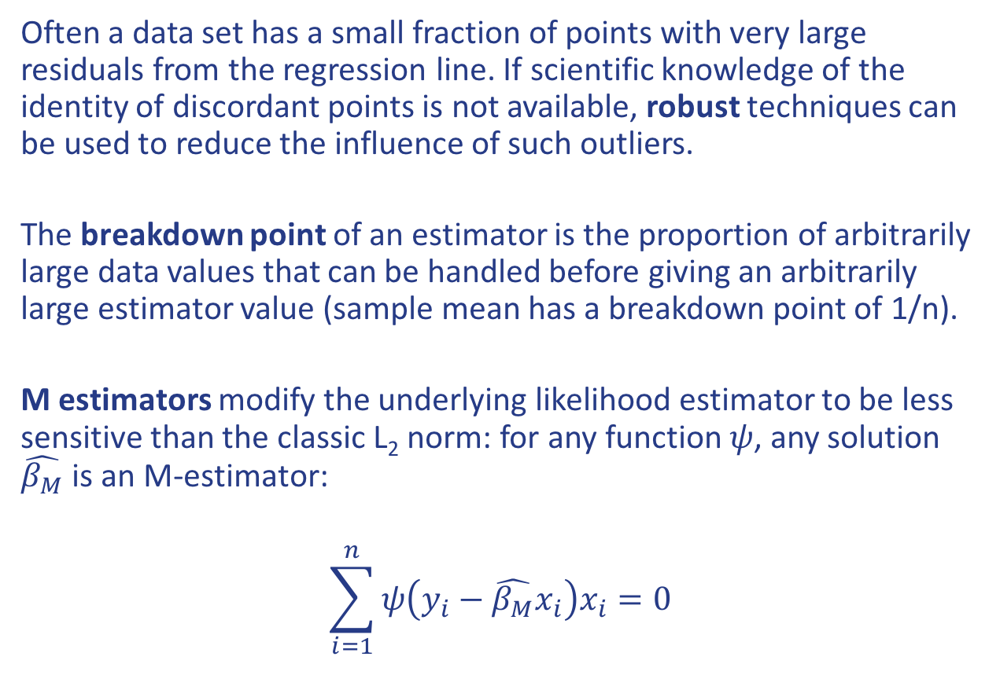 Often a data set has a small fraction of points with very large
residuals from the regression line. If scientific knowledge of the
identity of discordant points is not available, robust techniques can
be used to reduce the influence of such outliers.
The breakdown point of an estimator is the proportion of arbitrarily
large data values that can be handled before giving an arbitrarily
large estimator value (sample mean has a breakdown point of 1/n).
M estimators modify the underlying likelihood estimator to be less
sensitive than the classic L₂ norm: for any function ψ, any solution
\widehat{β_M} is an M-estimator:
\sum_{i=1}^{n} ψ(y_i − \widehat{β_M} x_i) x_i = 0